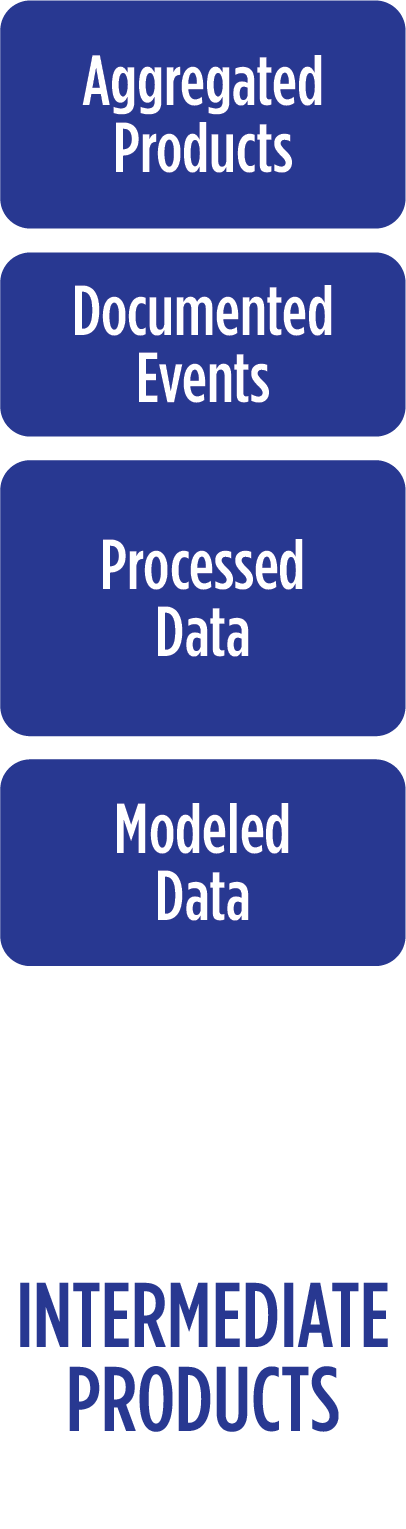 Aggregated
Products
Documented
Events
Processed
Data
Modeled
Data
INTERMEDIATE
PRODUCTS